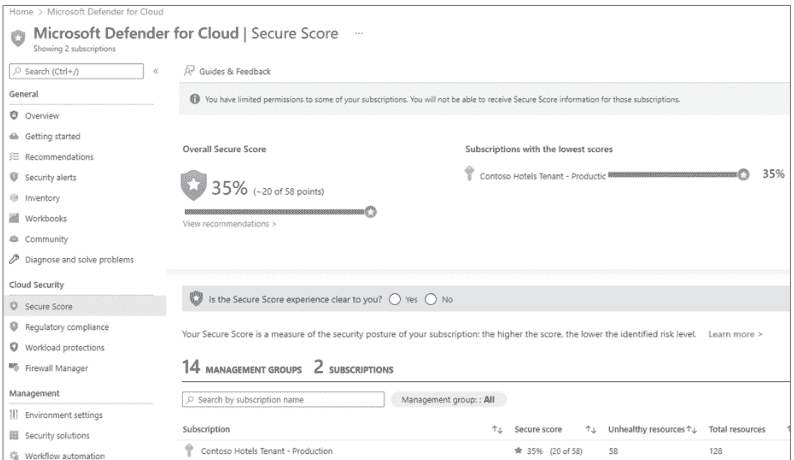 Home > Microsoft Defender for Cloud
Microsoft Defender for Cloud | Secure Score ...
Showing 2 subscriptions
Search (Ctrl+/) «
General
Overview
Getting started
Recommendations
Security alerts
Inventory
Workbooks
Community
Diagnose and solve problems
Cloud Security
Secure Score
Regulatory compliance
Workload protections
Firewall Manager
Management
Environment settings
Security solutions
Workflow automation
Guides & Feedback
You have limited permissions to some of your subscriptions. You will not be able to receive Secure Score information for those subscriptions.
Overall Secure Score
35% (~20 of 58 points)
View recommendations >
Subscriptions with the lowest scores
Contoso Hotels Tenant - Productic 35%
Is the Secure Score experience clear to you? Yes No
Your Secure Score is a measure of the security posture of your subscription: the higher the score, the lower the identified risk level. Learn more >
14 MANAGEMENT GROUPS 2 SUBSCRIPTIONS
Search by subscription name Management group: : All
Subscription ↑↓ Secure score ↑↓ Unhealthy resources ↑↓ Total resources
Contoso Hotels Tenant - Production 35% (20 of 58) 58 128